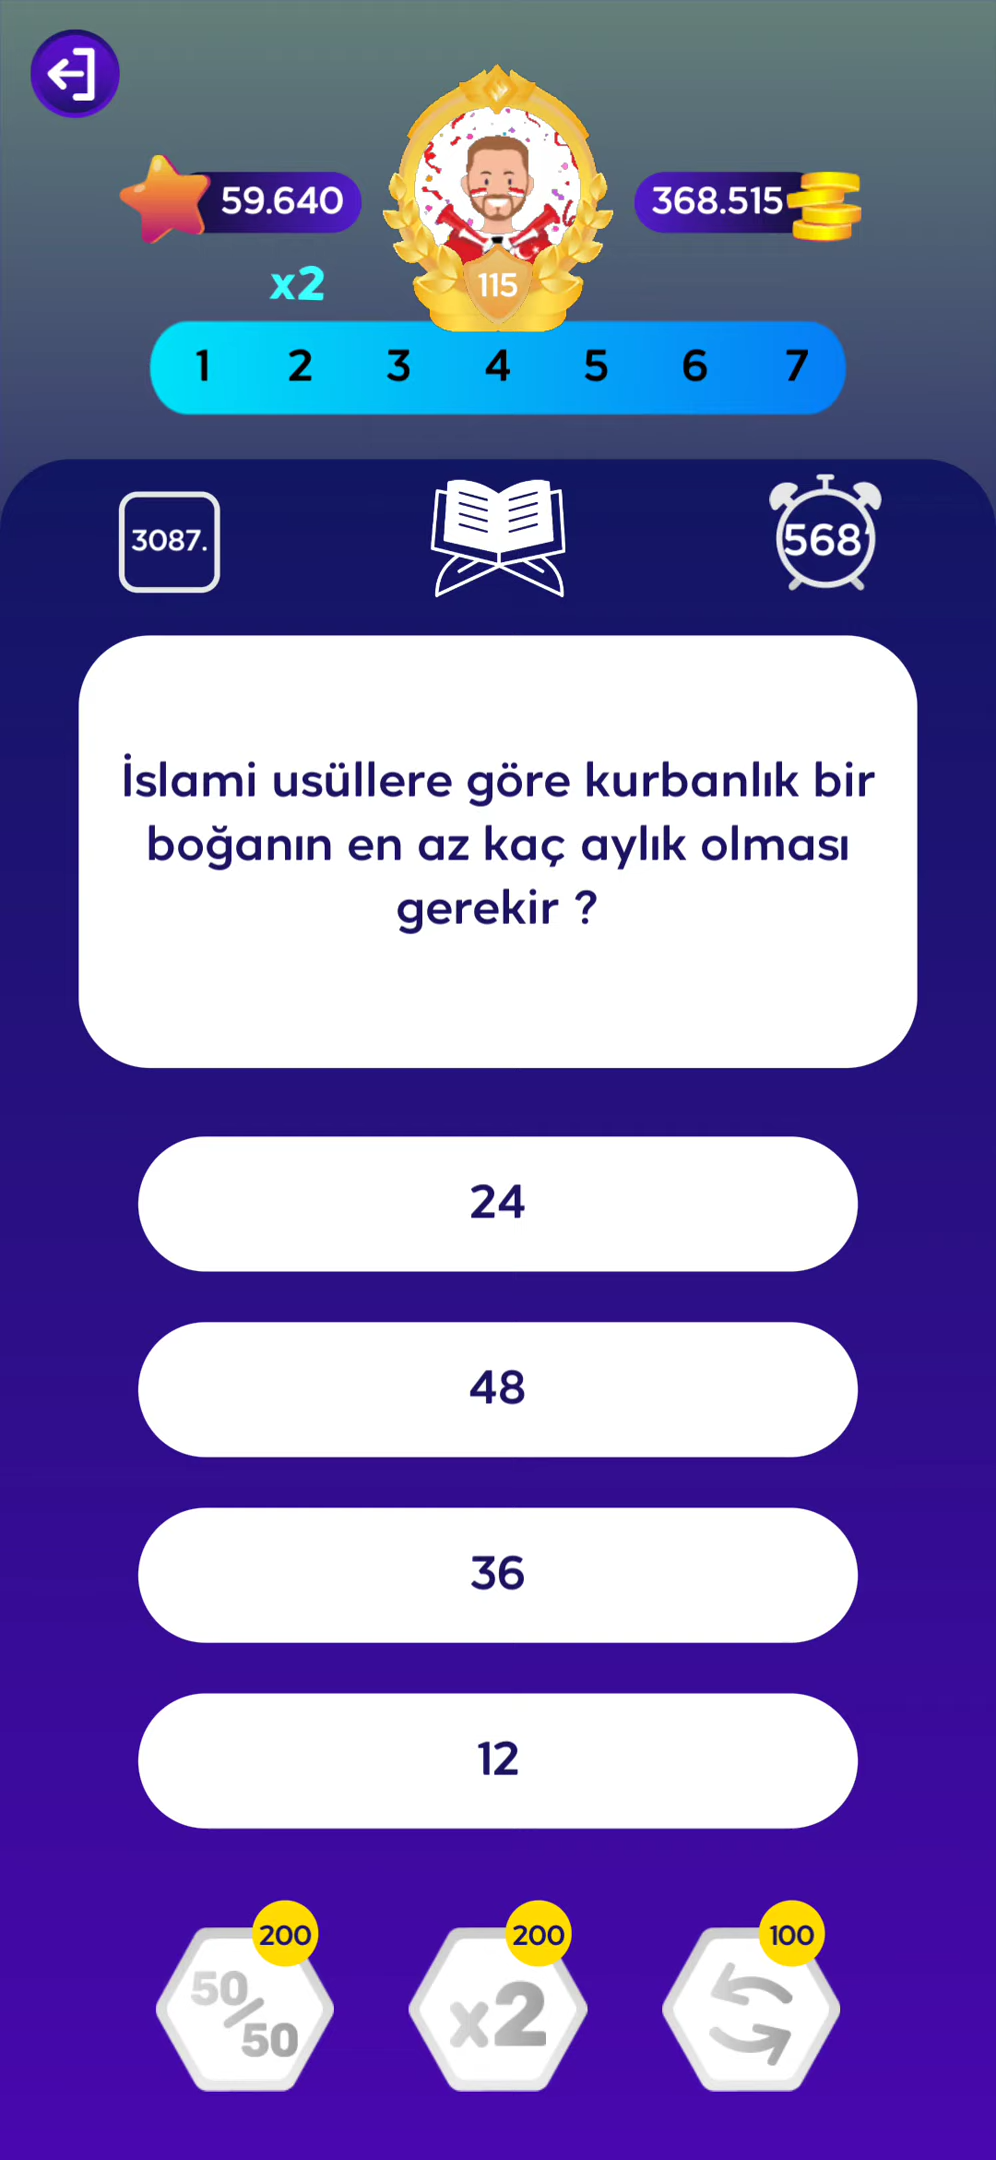 59.640
368.515
115
x2
1 2 3 4 5 6 7
3087.
568
İslami usüllere göre kurbanlık bir
boğanın en az kaç aylık olması
gerekir ?
24
48
36
12
200
200
100
50/50
x2